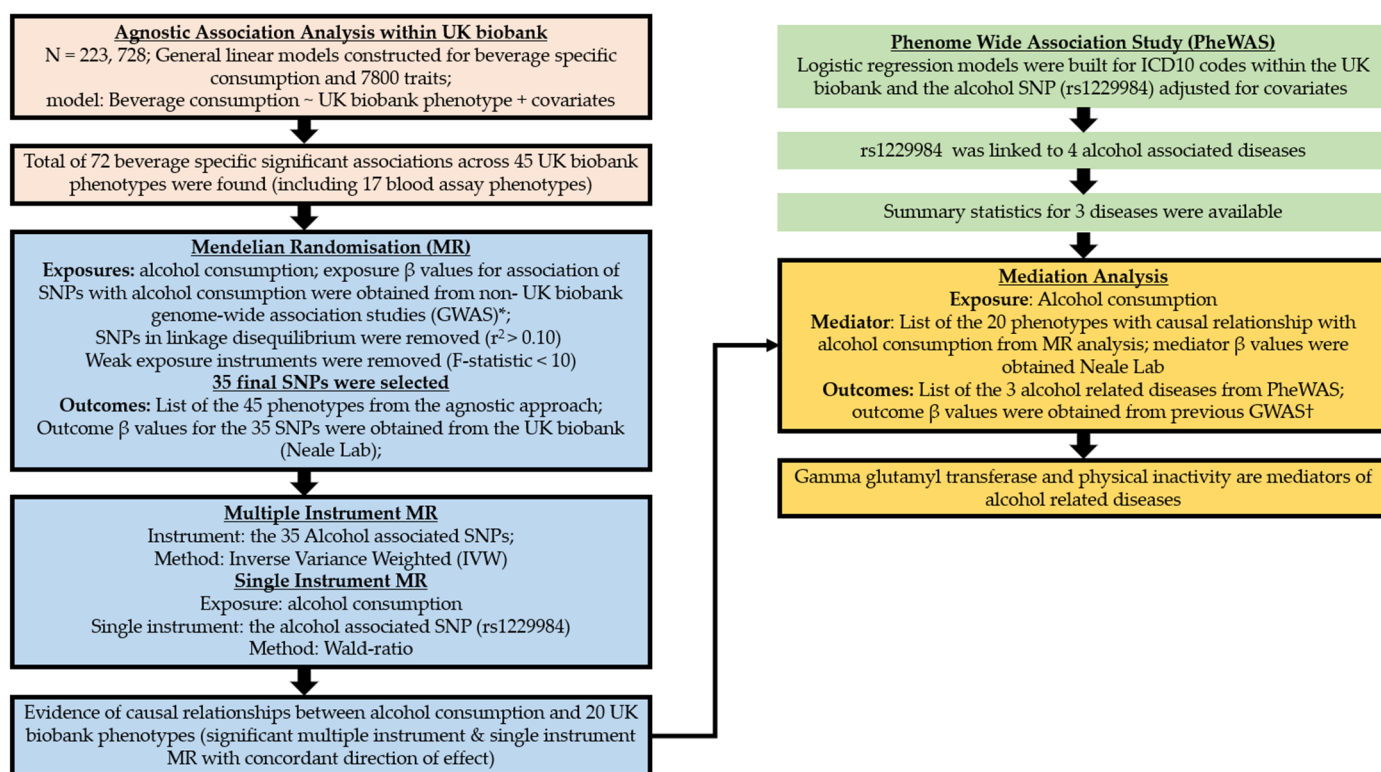 Agnostic Association Analysis within UK biobank
N = 223, 728; General linear models constructed for beverage specific
consumption and 7800 traits;
model: Beverage consumption ~ UK biobank phenotype + covariates
Total of 72 beverage specific significant associations across 45 UK biobank
phenotypes were found (including 17 blood assay phenotypes)
Mendelian Randomisation (MR)
Exposures: alcohol consumption; exposure β values for association of
SNPs with alcohol consumption were obtained from non- UK biobank
genome-wide association studies (GWAS)*;
SNPs in linkage disequilibrium were removed (r² > 0.10)
Weak exposure instruments were removed (F-statistic < 10)
35 final SNPs were selected
Outcomes: List of the 45 phenotypes from the agnostic approach;
Outcome β values for the 35 SNPs were obtained from the UK biobank
(Neale Lab);
Multiple Instrument MR
Instrument: the 35 Alcohol associated SNPs;
Method: Inverse Variance Weighted (IVW)
Single Instrument MR
Exposure: alcohol consumption
Single instrument: the alcohol associated SNP (rs1229984)
Method: Wald-ratio
Evidence of causal relationships between alcohol consumption and 20 UK
biobank phenotypes (significant multiple instrument & single instrument
MR with concordant direction of effect)
Phenome Wide Association Study (PheWAS)
Logistic regression models were built for ICD10 codes within the UK
biobank and the alcohol SNP (rs1229984) adjusted for covariates
rs1229984 was linked to 4 alcohol associated diseases
Summary statistics for 3 diseases were available
Mediation Analysis
Exposure: Alcohol consumption
Mediator: List of the 20 phenotypes with causal relationship with
alcohol consumption from MR analysis; mediator β values were
obtained Neale Lab
Outcomes: List of the 3 alcohol related diseases from PheWAS;
outcome β values were obtained from previous GWAS†
Gamma glutamyl transferase and physical inactivity are mediators of
alcohol related diseases